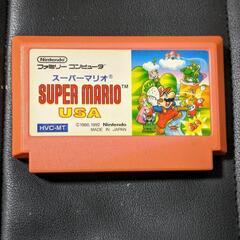 Nintendo
ファミリー コンピュータ
スーパーマリオ®
SUPER MARIO™
USA
HVC-MT
©1988,1992 Nintendo
MADE IN JAPAN